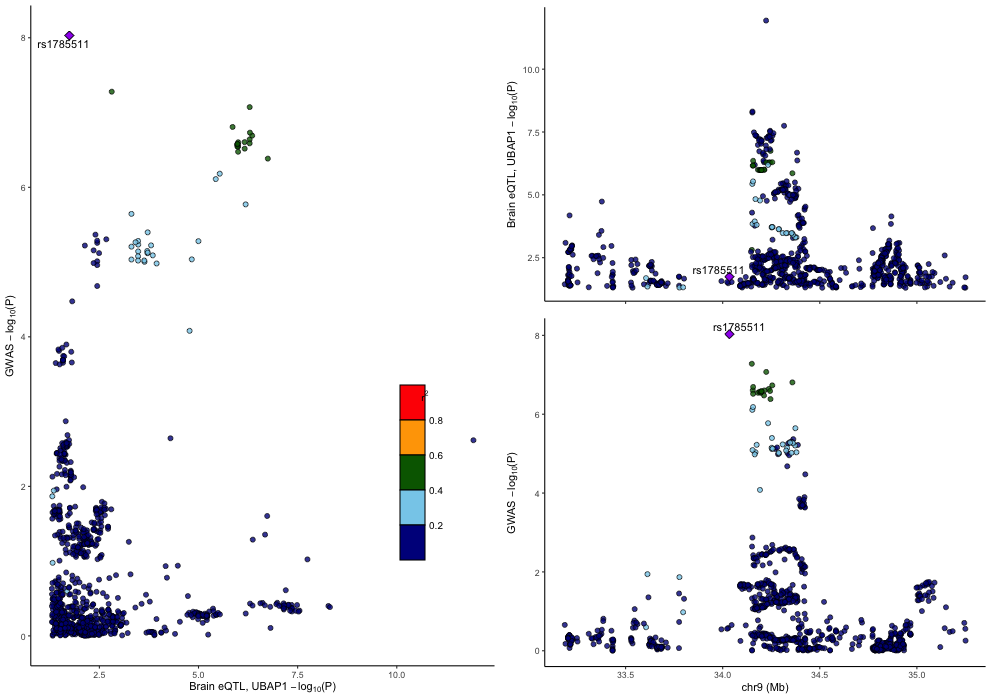 8
rs1785511
6
GWAS − log10(P)
4
2
0
2.5
5.0
7.5
10.0
Brain eQTL, UBAP1 − log10(P)
r2
0.8
0.6
0.4
0.2
10.0
7.5
5.0
2.5
Brain eQTL, UBAP1 − log10(P)
rs1785511
8
6
4
2
0
GWAS − log10(P)
rs1785511
33.5
34.0
34.5
35.0
chr9 (Mb)